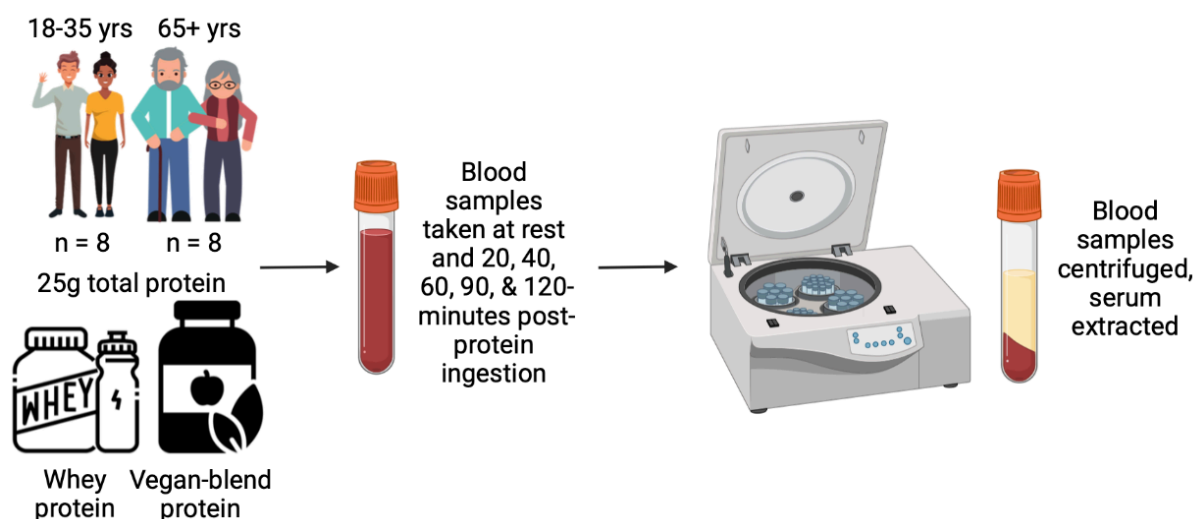 18-35 yrs
65+ yrs
n = 8
n = 8
25g total protein
WHEY
Whey
protein
Vegan-blend
protein
Blood
samples
taken at rest
and 20, 40,
60, 90, & 120-
minutes post-
protein
ingestion
Blood
samples
centrifuged,
serum
extracted